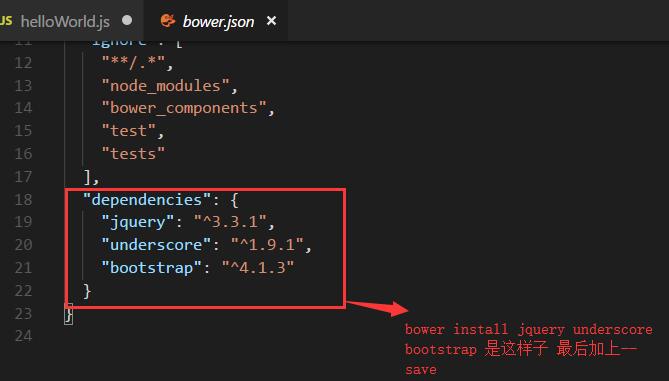 JS helloWorld.js
bower.json
11 "ignore": [
12 "**/.*",
13 "node_modules",
14 "bower_components",
15 "test",
16 "tests"
17 ],
18 "dependencies": {
19 "jquery": "^3.3.1",
20 "underscore": "^1.9.1",
21 "bootstrap": "^4.1.3"
22 }
23 }
24
bower install jquery underscore
bootstrap 是这样子 最后加上--
save